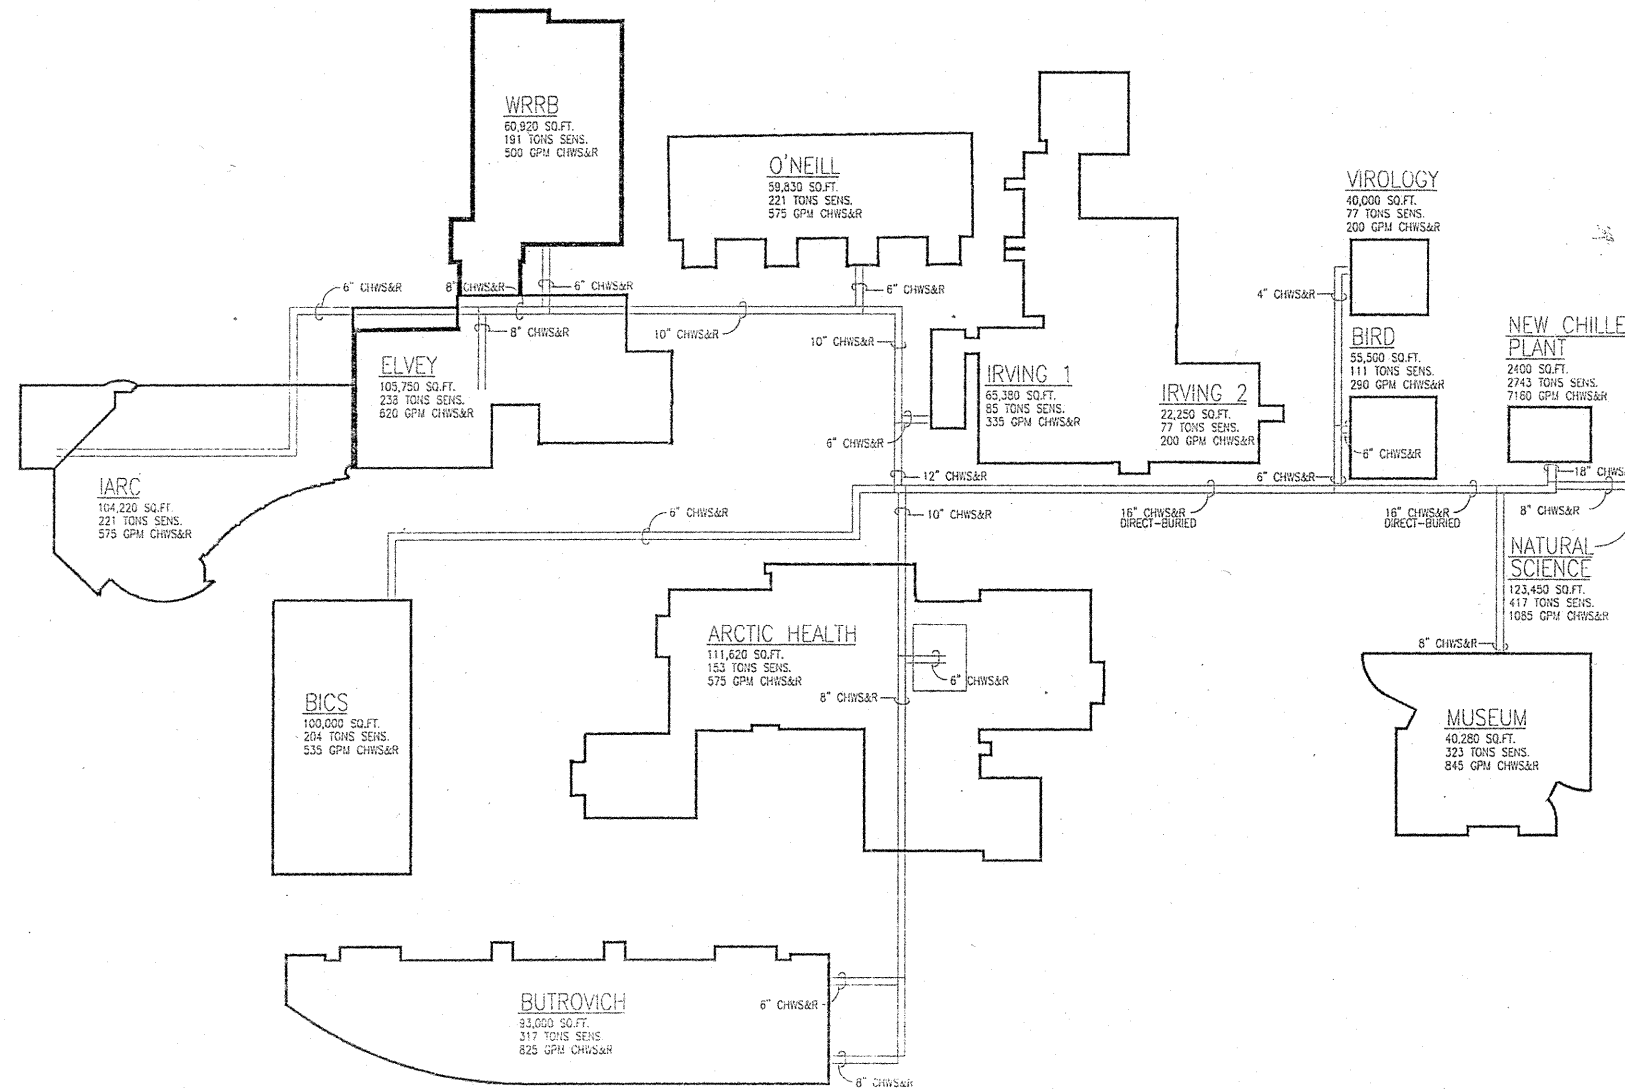 WRRB
60,920 SQ.FT.
191 TONS SENS.
500 GPM CHWS&R
O'NEILL
59,830 SQ.FT.
221 TONS SENS.
575 GPM CHWS&R
VIROLOGY
40,000 SQ.FT.
77 TONS SENS.
200 GPM CHWS&R
6" CHWS&R
8" CHWS&R
6" CHWS&R
6" CHWS&R
4" CHWS&R
8" CHWS&R
10" CHWS&R
10" CHWS&R
BIRD
55,500 SQ.FT.
111 TONS SENS.
290 GPM CHWS&R
NEW CHILLE
PLANT
2400 SQ.FT.
2743 TONS SENS.
7160 GPM CHWS&R
ELVEY
105,750 SQ.FT.
238 TONS SENS.
620 GPM CHWS&R
IRVING 1
65,380 SQ.FT.
85 TONS SENS.
335 GPM CHWS&R
IRVING 2
22,250 SQ.FT.
77 TONS SENS.
200 GPM CHWS&R
6" CHWS&R
6" CHWS&R
12" CHWS&R
6" CHWS&R
18" CHWS
IARC
104,220 SQ.FT.
221 TONS SENS.
575 GPM CHWS&R
6" CHWS&R
10" CHWS&R
16" CHWS&R
DIRECT-BURIED
16" CHWS&R
DIRECT-BURIED
8" CHWS&R
NATURAL
SCIENCE
123,450 SQ.FT.
417 TONS SENS.
1085 GPM CHWS&R
ARCTIC HEALTH
111,620 SQ.FT.
153 TONS SENS.
575 GPM CHWS&R
6" CHWS&R
8" CHWS&R
8" CHWS&R
BICS
100,000 SQ.FT.
204 TONS SENS.
535 GPM CHWS&R
MUSEUM
40,280 SQ.FT.
323 TONS SENS.
845 GPM CHWS&R
BUTROVICH
93,000 SQ.FT.
317 TONS SENS.
825 GPM CHWS&R
6" CHWS&R
8" CHWS&R